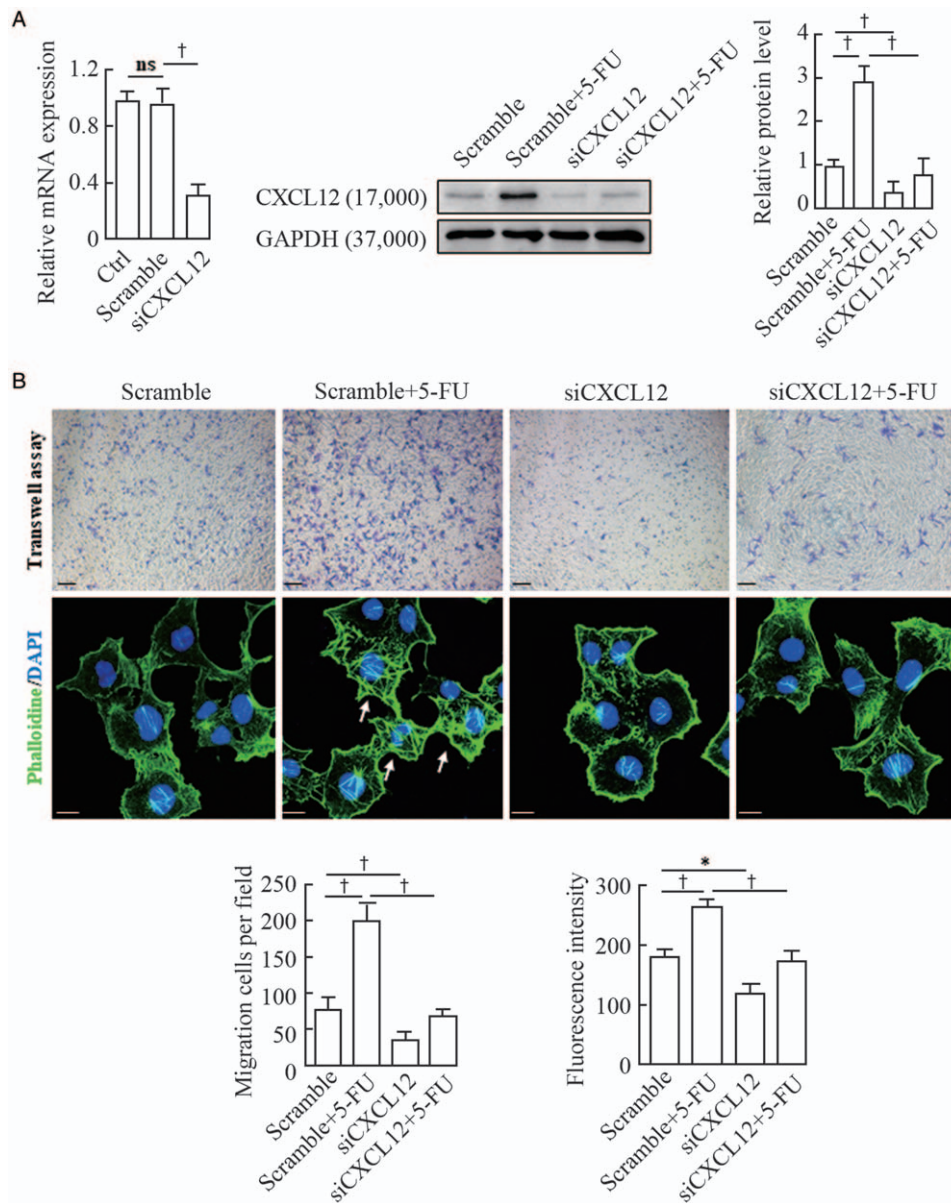 A
Relative mRNA expression
1.2
0.8
0.4
0
ns
†
Ctrl
Scramble
siCXCL12
Scramble
Scramble+5-FU
siCXCL12
siCXCL12+5-FU
CXCL12 (17,000)
GAPDH (37,000)
Relative protein level
4
3
2
1
0
†
†
†
Scramble
Scramble+5-FU
siCXCL12
siCXCL12+5-FU
B
Scramble
Scramble+5-FU
siCXCL12
siCXCL12+5-FU
Transwell assay
Phalloidine/DAPI
Migration cells per field
250
200
150
100
50
0
†
†
†
Scramble
Scramble+5-FU
siCXCL12
siCXCL12+5-FU
Fluorescence intensity
300
200
100
0
*
†
†
Scramble
Scramble+5-FU
siCXCL12
siCXCL12+5-FU